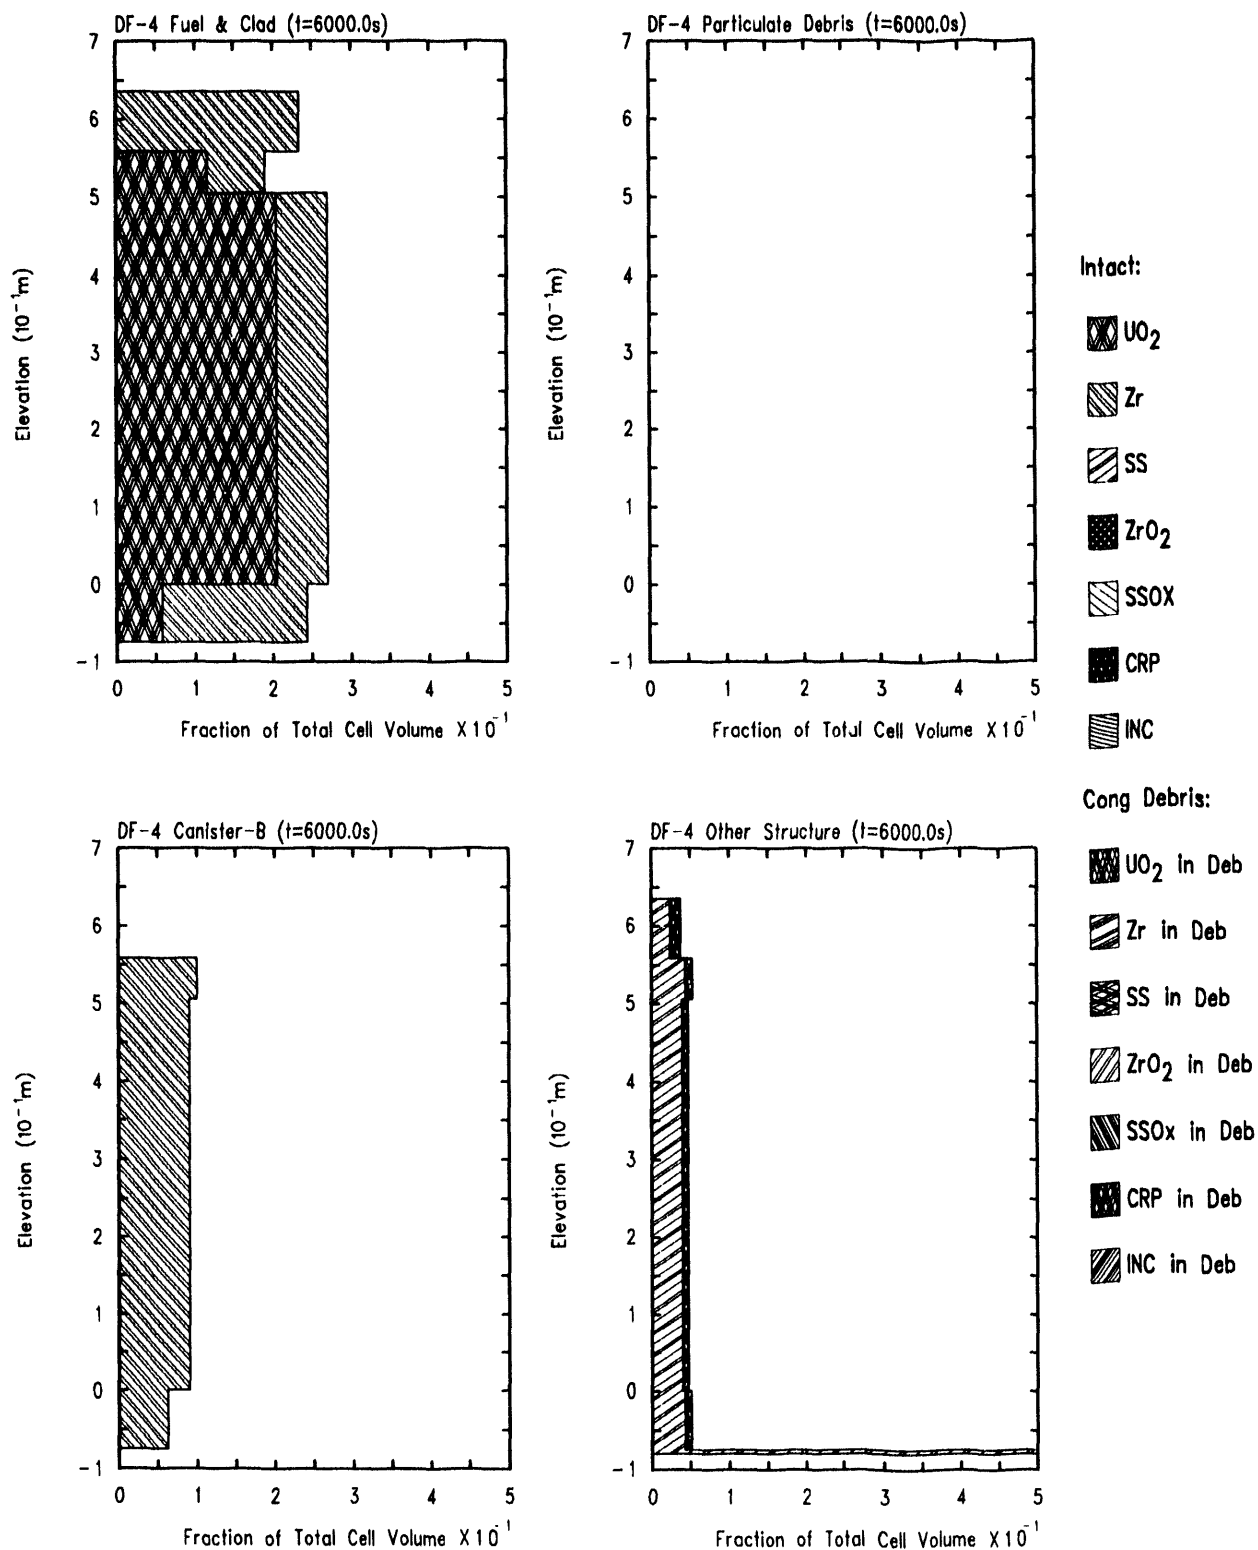 DF-4 Fuel & Clad (t=6000.0s)
7
6
5
4
3
2
1
0
-1
Elevation (10⁻¹m)
0 1 2 3 4 5
Fraction of Total Cell Volume X10⁻¹
DF-4 Particulate Debris (t=6000.0s)
7
6
5
4
3
2
1
0
-1
Elevation (10⁻¹m)
0 1 2 3 4 5
Fraction of Total Cell Volume X10⁻¹
DF-4 Canister-B (t=6000.0s)
7
6
5
4
3
2
1
0
-1
Elevation (10⁻¹m)
0 1 2 3 4 5
Fraction of Total Cell Volume X10⁻¹
DF-4 Other Structure (t=6000.0s)
7
6
5
4
3
2
1
0
-1
Elevation (10⁻¹m)
0 1 2 3 4 5
Fraction of Total Cell Volume X10⁻¹
Intact:
UO₂
Zr
SS
ZrO₂
SSOX
CRP
INC
Cong Debris:
UO₂ in Deb
Zr in Deb
SS in Deb
ZrO₂ in Deb
SSOx in Deb
CRP in Deb
INC in Deb